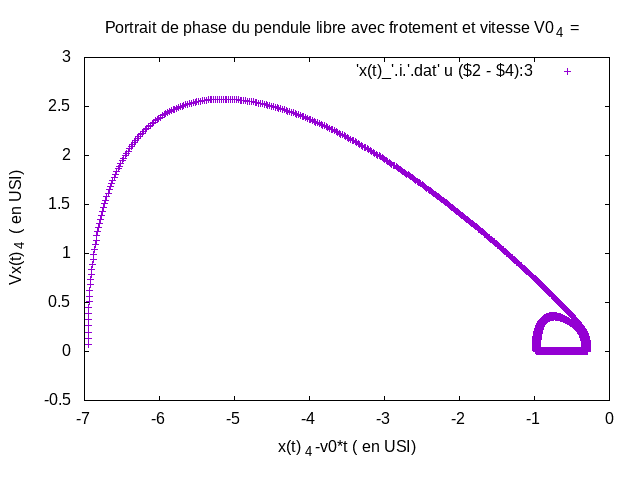 Portrait de phase du pendule libre avec frotement et vitesse V0₄ =
'x(t)_'.i.'.dat' u ($2 - $4):3
3
2.5
2
1.5
1
0.5
0
-0.5
Vx(t)₄ ( en USI)
-7 -6 -5 -4 -3 -2 -1 0
x(t)₄-v0*t ( en USI)